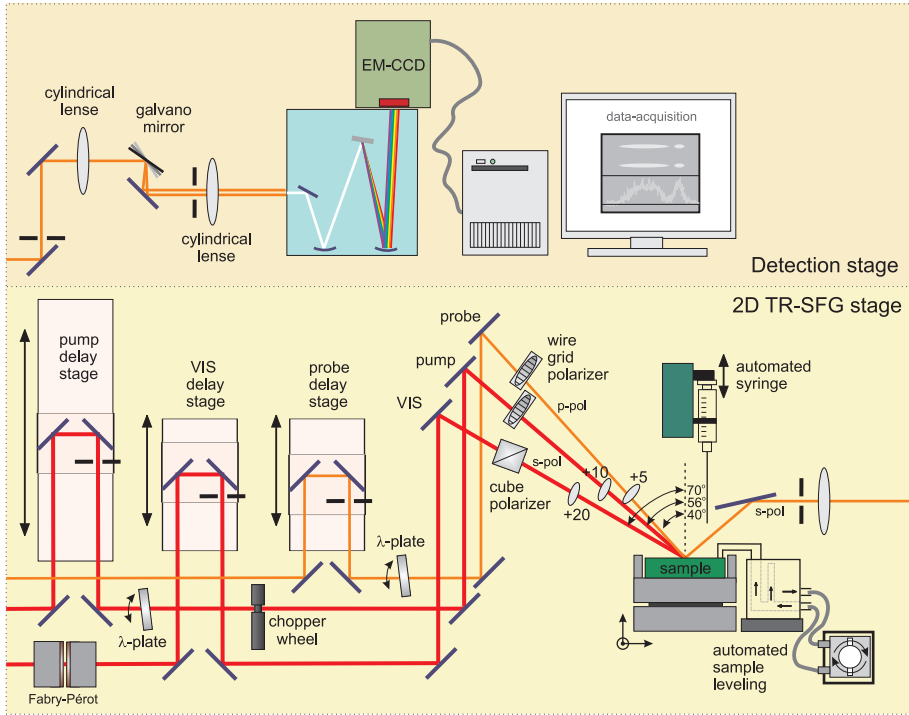 EM-CCD
cylindrical
lense
galvano
mirror
data-acquisition
cylindrical
lense
Detection stage
2D TR-SFG stage
pump
delay
stage
VIS
delay
stage
probe
delay
stage
probe
pump
VIS
wire
grid
polarizer
automated
syringe
p-pol
s-pol
cube
polarizer
+10
+5
+20
70°
56°
40°
s-pol
λ-plate
sample
λ-plate
chopper
wheel
automated
sample
leveling
Fabry-Pérot